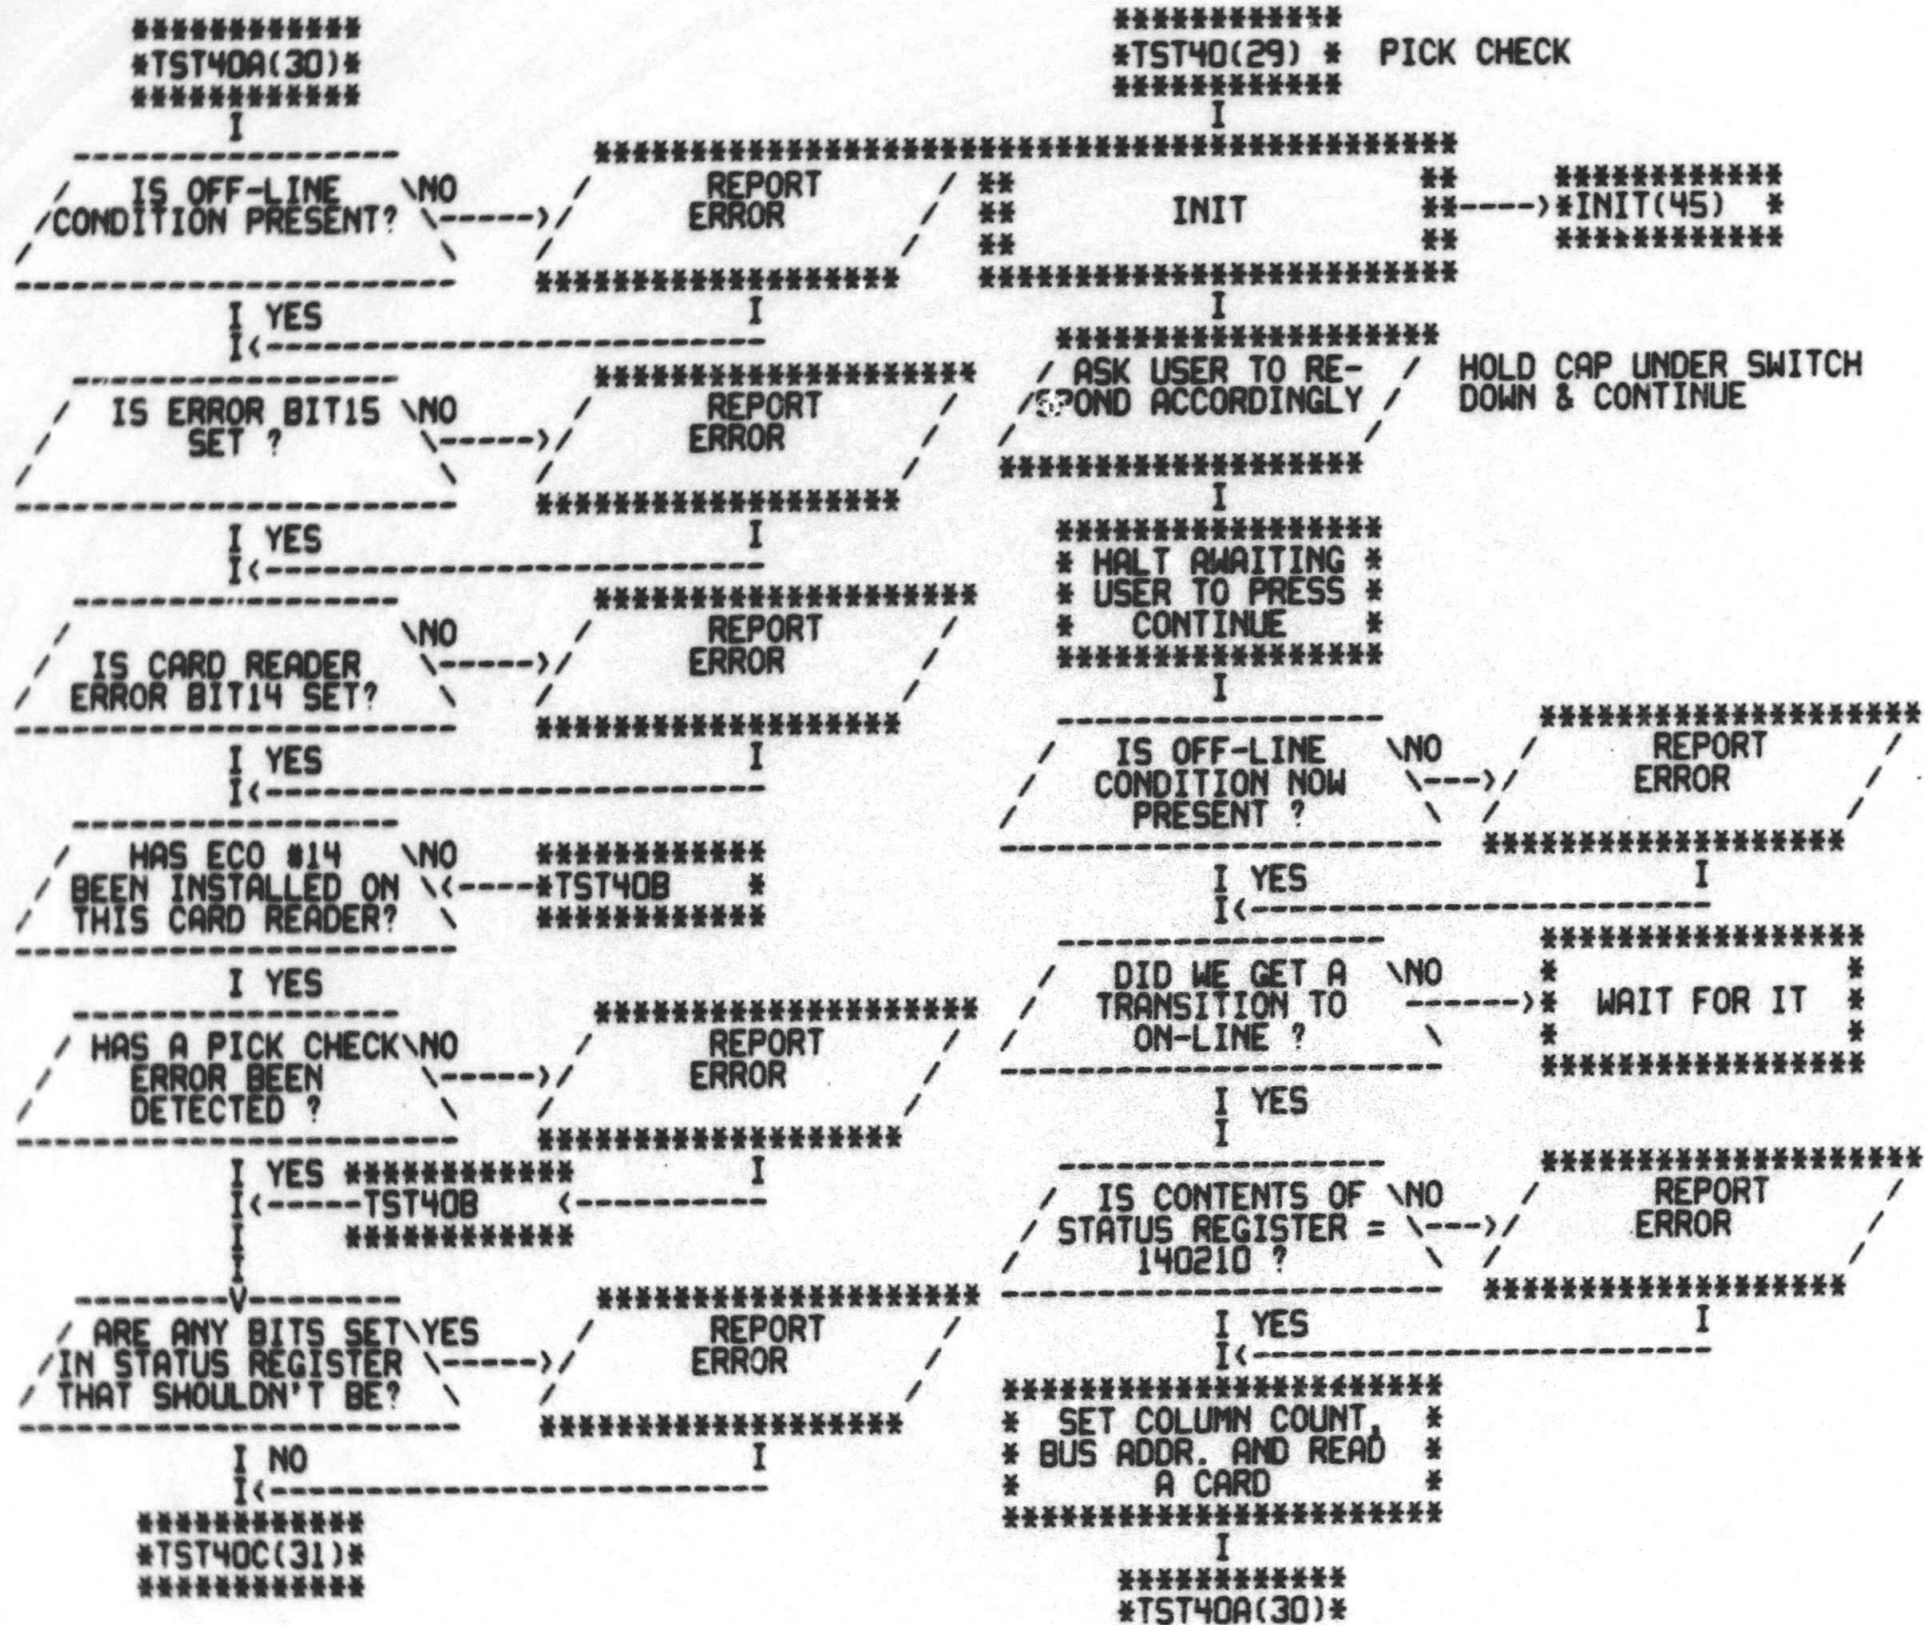 *TST40A(30)*
I
IS OFF-LINE \NO
CONDITION PRESENT?
REPORT
ERROR
I YES
I
IS ERROR BIT15 \NO
SET ?
REPORT
ERROR
I YES
I
\NO
IS CARD READER
ERROR BIT14 SET?
REPORT
ERROR
I YES
I
HAS ECO #14 \NO
BEEN INSTALLED ON
THIS CARD READER?
*TST40B *
I YES
HAS A PICK CHECK\NO
ERROR BEEN
DETECTED ?
REPORT
ERROR
I YES
I
TST40B
ARE ANY BITS SET\YES
IN STATUS REGISTER
THAT SHOULDN'T BE?
REPORT
ERROR
I NO
I
*TST40C(31)*
*TST40(29) * PICK CHECK
I
INIT
*INIT(45) *
I
ASK USER TO RE-
SPOND ACCORDINGLY
HOLD CAP UNDER SWITCH
DOWN & CONTINUE
I
* HALT AWAITING *
* USER TO PRESS *
* CONTINUE *
I
IS OFF-LINE \NO
CONDITION NOW
PRESENT ?
REPORT
ERROR
I YES
I
DID WE GET A \NO
TRANSITION TO
ON-LINE ?
WAIT FOR IT
I YES
I
IS CONTENTS OF \NO
STATUS REGISTER =
140210 ?
REPORT
ERROR
I YES
I
* SET COLUMN COUNT, *
* BUS ADDR. AND READ *
* A CARD *
I
*TST40A(30)*